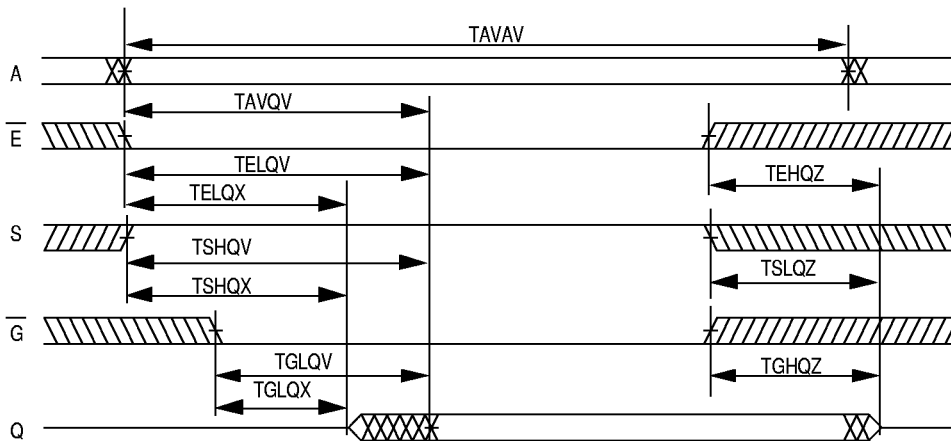 TAVAV
A
TAVQV
E̅
TELQV
TEHQZ
TELQX
S
TSHQV
TSLQZ
TSHQX
G̅
TGLQV
TGHQZ
TGLQX
Q